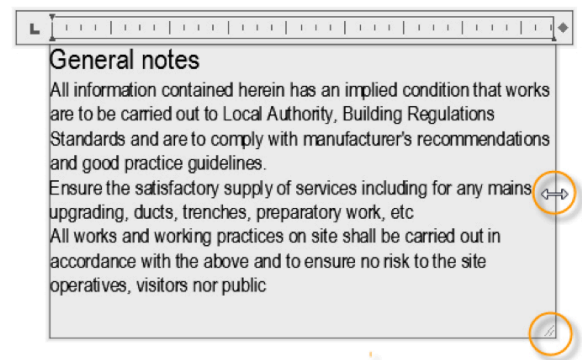 General notes
All information contained herein has an implied condition that works
are to be carried out to Local Authority, Building Regulations
Standards and are to comply with manufacturer's recommendations
and good practice guidelines.
Ensure the satisfactory supply of services including for any mains
upgrading, ducts, trenches, preparatory work, etc
All works and working practices on site shall be carried out in
accordance with the above and to ensure no risk to the site
operatives, visitors nor public